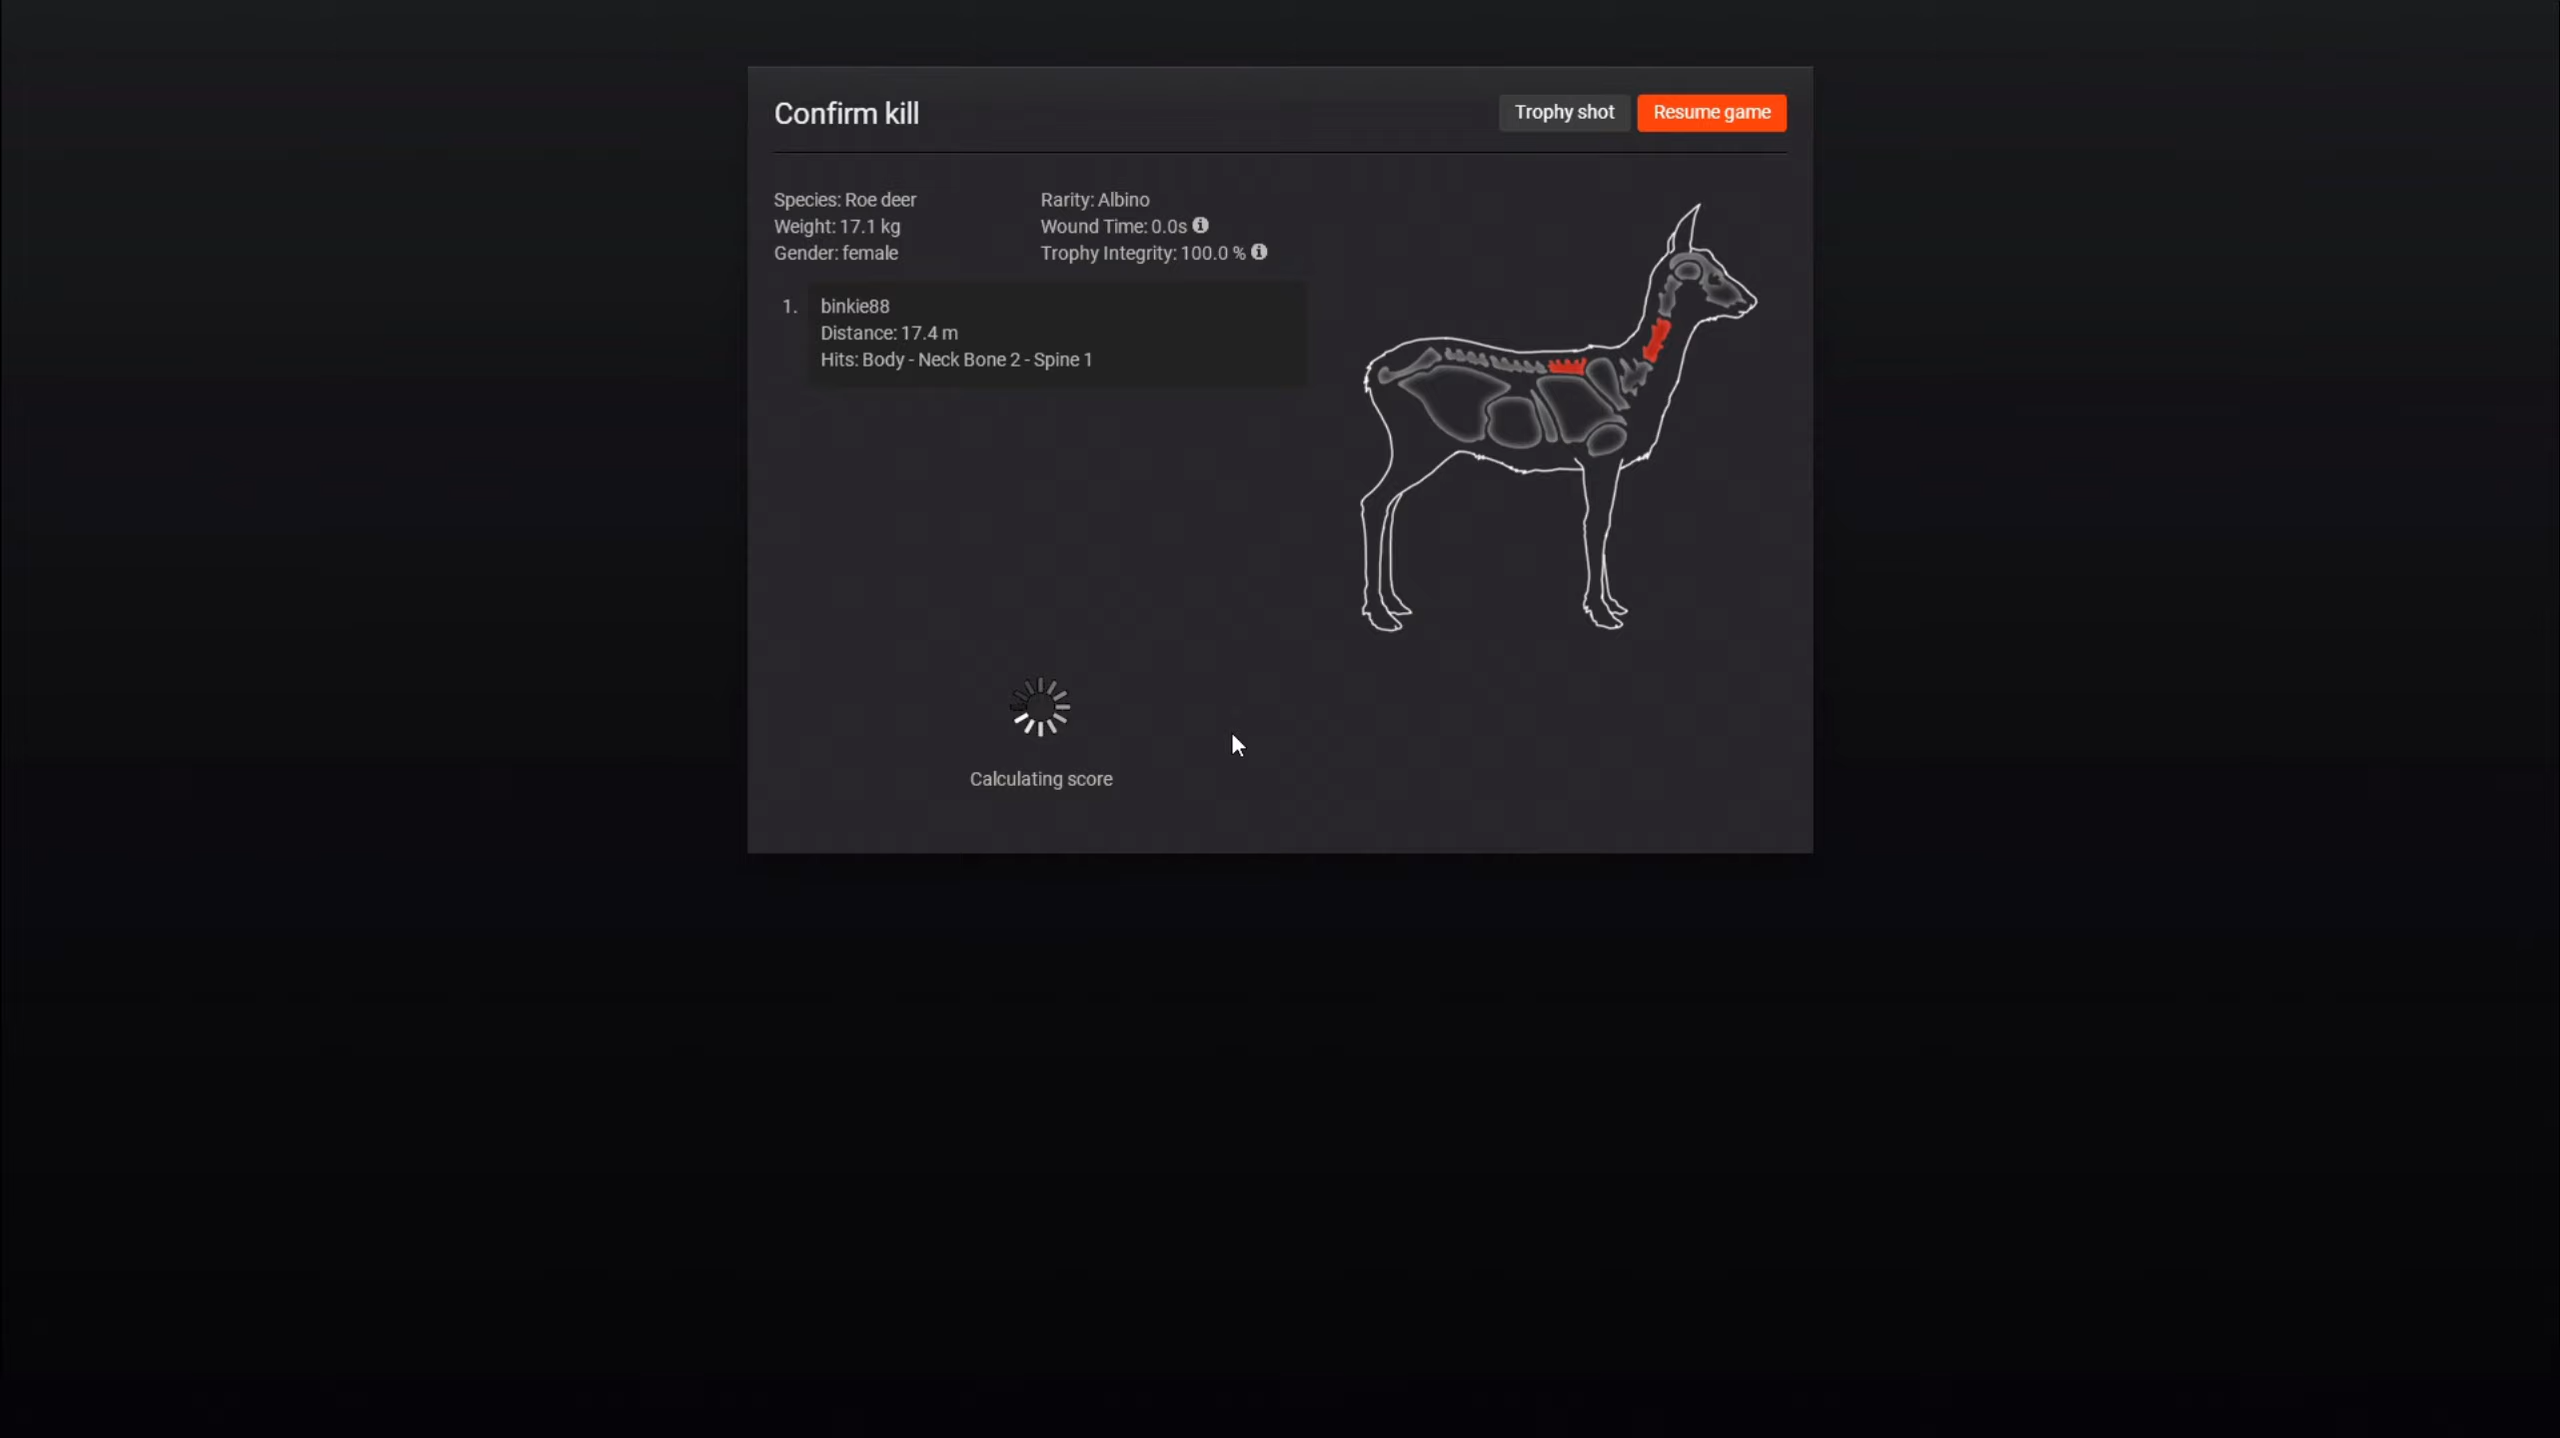 Confirm kill
Trophy shot
Resume game
Species: Roe deer
Weight: 17.1 kg
Gender: female
Rarity: Albino
Wound Time: 0.0s
Trophy Integrity: 100.0 %
1. binkie88
Distance: 17.4 m
Hits: Body - Neck Bone 2 - Spine 1
Calculating score